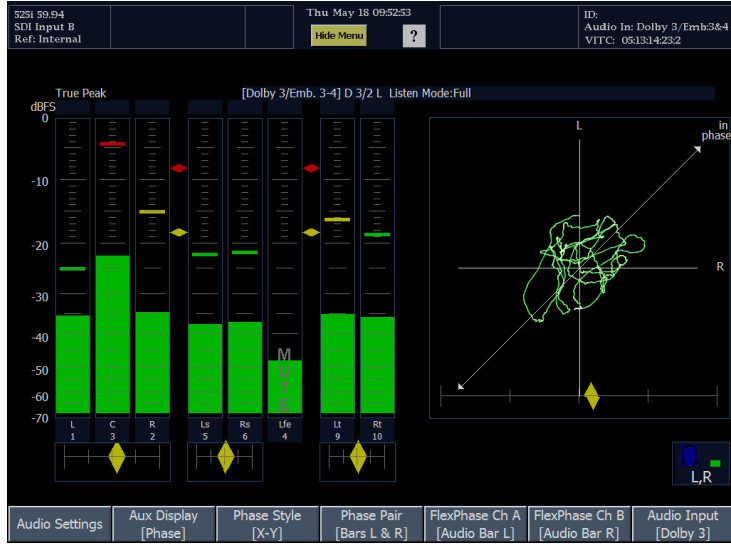 525i 59.94
SDI Input B
Ref: Internal
Thu May 18 09:52:53
Hide Menu
?
ID:
Audio In: Dolby 3/Emb:3&4
VITC: 05:13:14:23:2
True Peak
[Dolby 3/Emb. 3-4] D 3/2 L Listen Mode:Full
dBFS
0
-10
-20
-30
-40
-50
-60
-70
MUTE
L C R Ls Rs Lfe Lt Rt
1 3 2 5 6 4 9 10
L
in
phase
R
L,R
Audio Settings
Aux Display
[Phase]
Phase Style
[X-Y]
Phase Pair
[Bars L & R]
FlexPhase Ch A
[Audio Bar L]
FlexPhase Ch B
[Audio Bar R]
Audio Input
[Dolby 3]